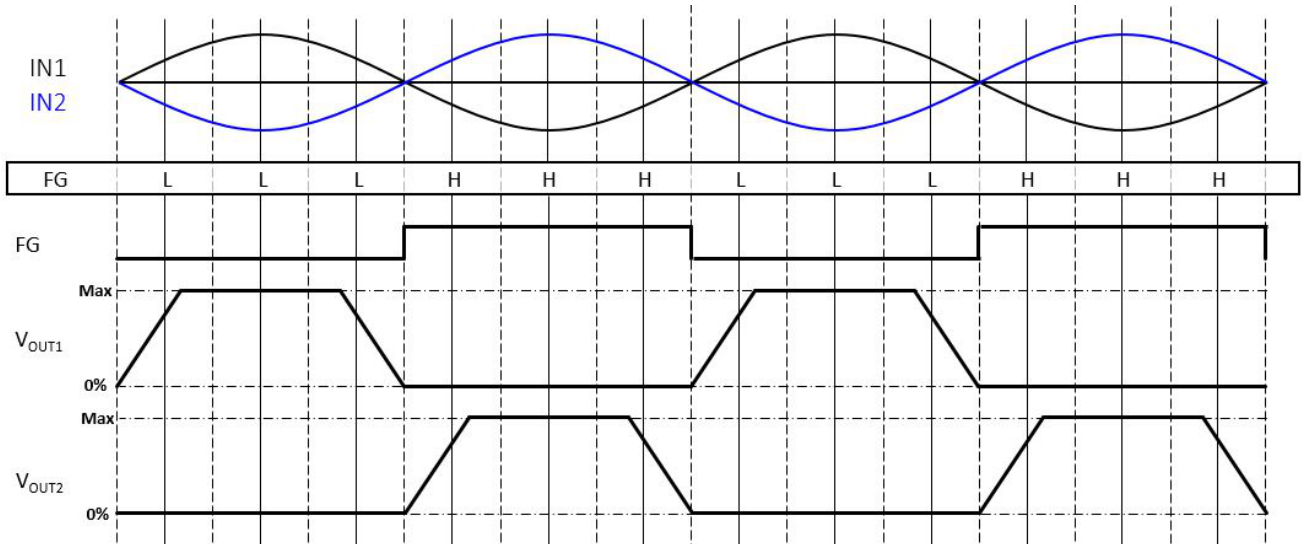 IN1
IN2
FG L L L H H H L L L H H H
FG
Max
VOUT1
0%
Max
VOUT2
0%